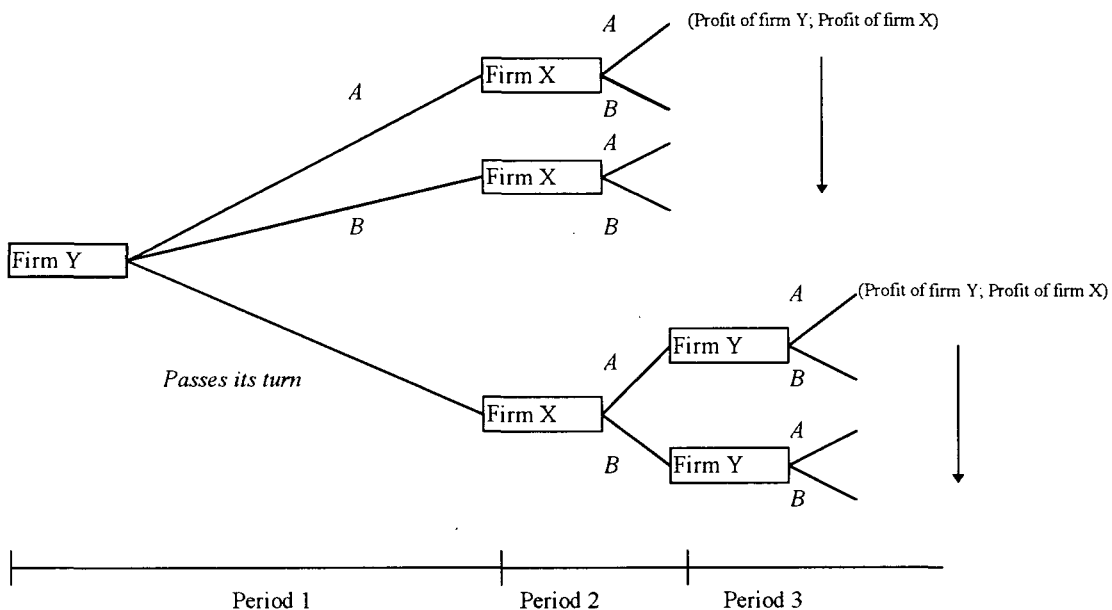 A
(Profit of firm Y; Profit of firm X)
Firm X
A
B
A
Firm X
B
B
Firm Y
A
(Profit of firm Y; Profit of firm X)
Firm Y
A
B
Passes its turn
Firm X
A
B
Firm Y
B
Period 1
Period 2
Period 3